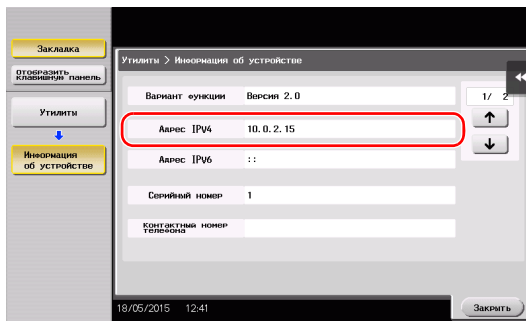 Закладка
Отобразить
клавишную панель
Утилиты
Информация
об устройстве
Утилиты > Информация об устройстве
Вариант функции Версия 2.0
1/ 2
Адрес IPv4 10.0.2.15
Адрес IPv6 ::
Серийный номер 1
Контактный номер
телефона
18/05/2015 12:41
Закрыть